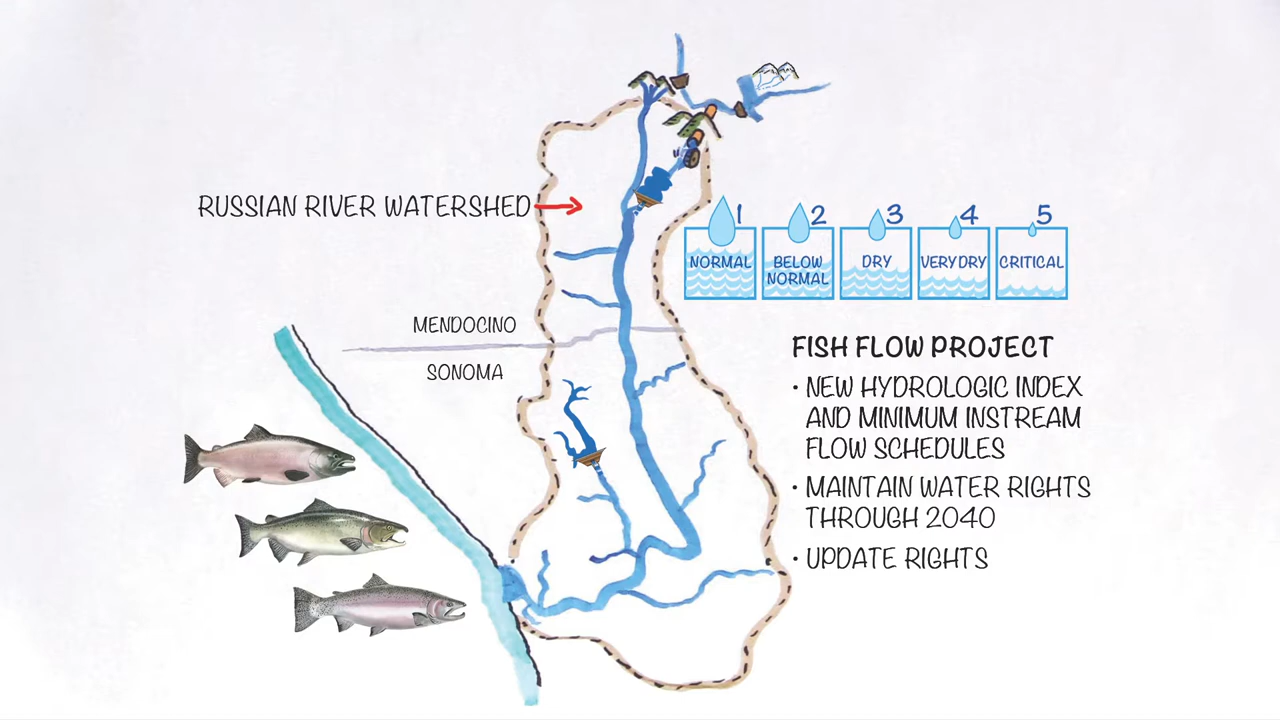 RUSSIAN RIVER WATERSHED
1 2 3 4 5
NORMAL
BELOW
NORMAL
DRY
VERY DRY
CRITICAL
MENDOCINO
SONOMA
FISH FLOW PROJECT
• NEW HYDROLOGIC INDEX
AND MINIMUM INSTREAM
FLOW SCHEDULES
• MAINTAIN WATER RIGHTS
THROUGH 2040
• UPDATE RIGHTS